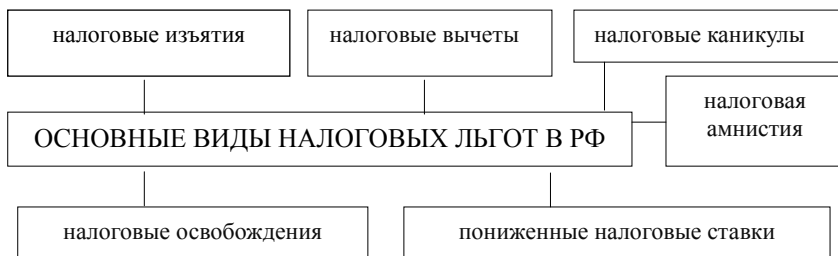 налоговые изъятия
налоговые вычеты
налоговые каникулы
налоговая
амнистия
ОСНОВНЫЕ ВИДЫ НАЛОГОВЫХ ЛЬГОТ В РФ
налоговые освобождения
пониженные налоговые ставки